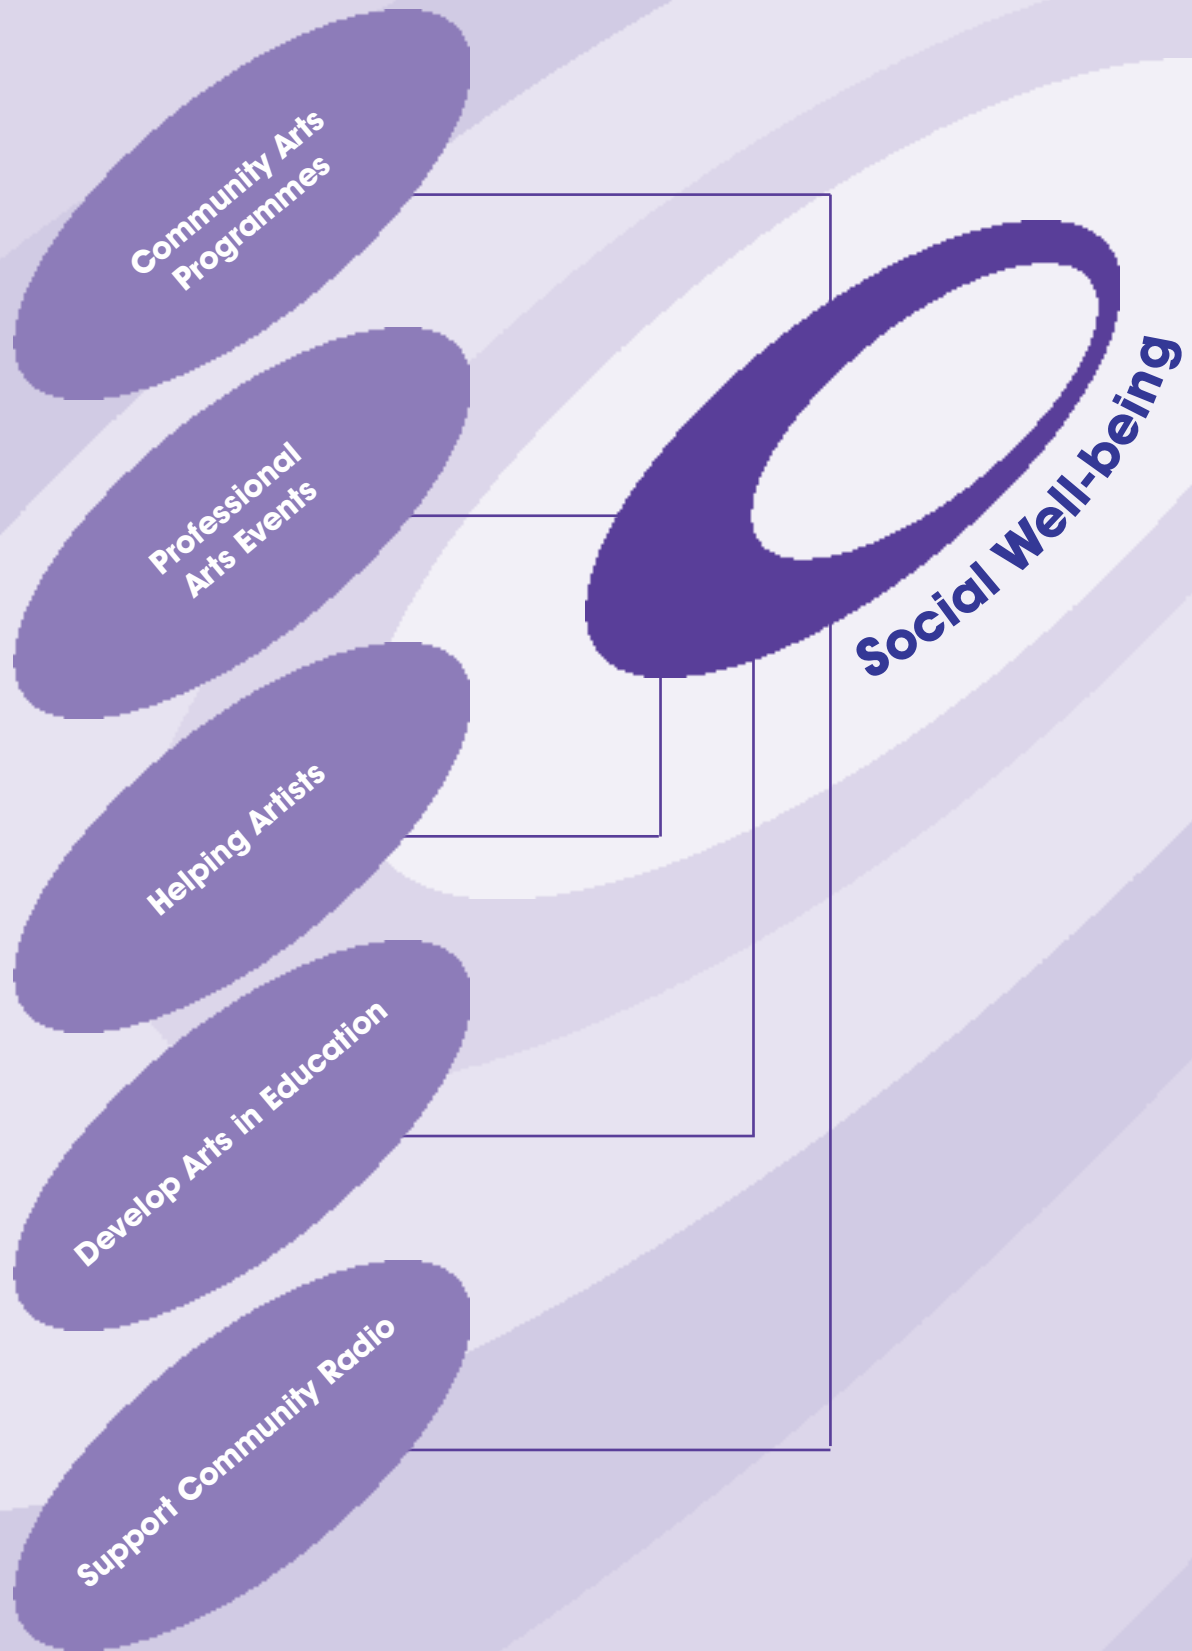 Community Arts
Programmes
Professional
Arts Events
Helping Artists
Develop Arts in Education
Support Community Radio
Social Well-being